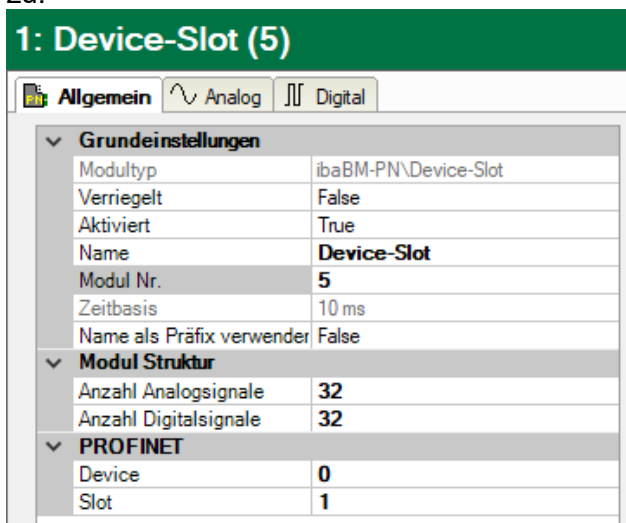 zu.
1: Device-Slot (5)
Allgemein Analog Digital
Grundeinstellungen
Modultyp ibaBM-PN\Device-Slot
Verriegelt False
Aktiviert True
Name Device-Slot
Modul Nr. 5
Zeitbasis 10 ms
Name als Präfix verwender False
Modul Struktur
Anzahl Analogsignale 32
Anzahl Digitalsignale 32
PROFINET
Device 0
Slot 1